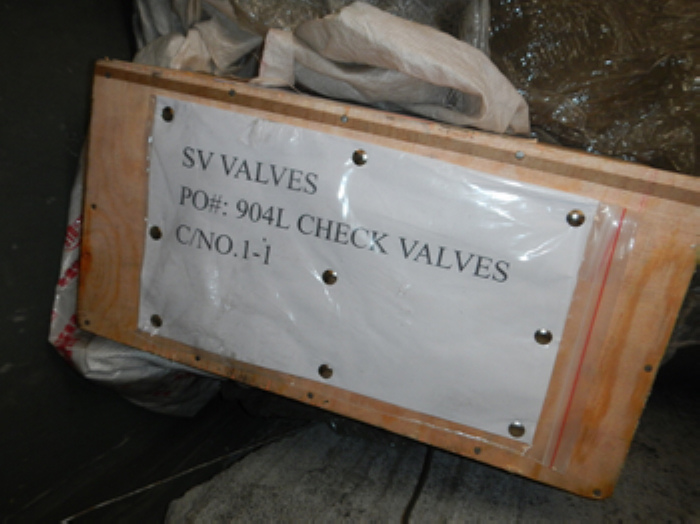 SV VALVES
PO#: 904L CHECK VALVES
C/NO.1-1